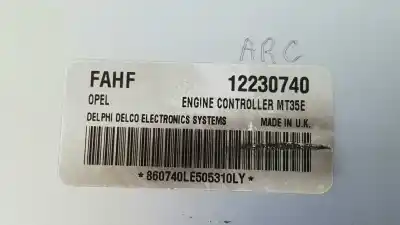 ARC
FAHF 12230740
OPEL ENGINE CONTROLLER MT35E
DELPHI DELCO ELECTRONICS SYSTEMS MADE IN U.K.
*860740LE505310LY*